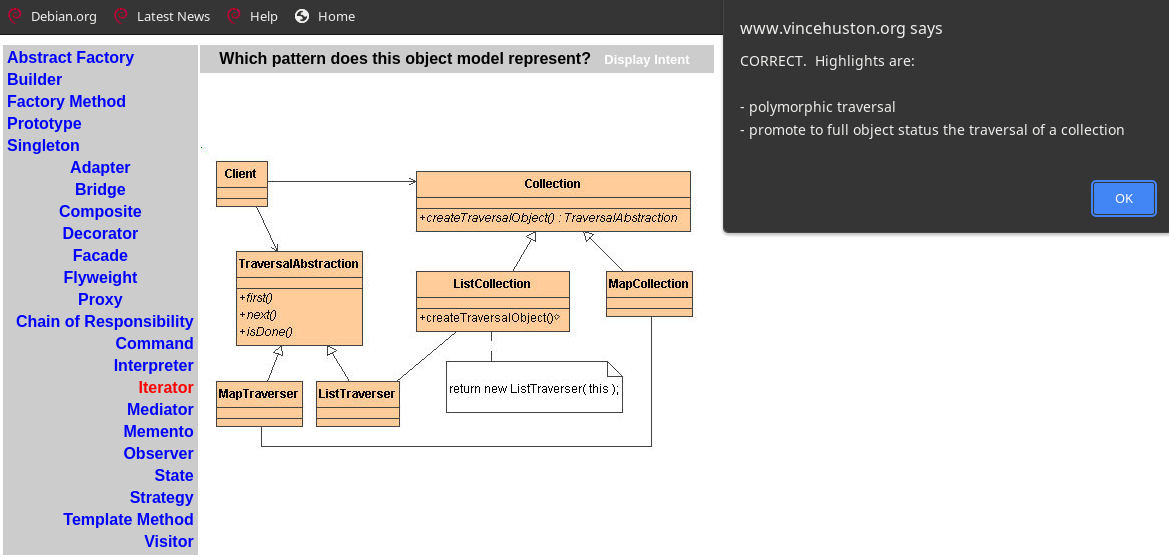 Debian.org
Latest News
Help
Home
Abstract Factory
Builder
Factory Method
Prototype
Singleton
Adapter
Bridge
Composite
Decorator
Facade
Flyweight
Proxy
Chain of Responsibility
Command
Interpreter
Iterator
Mediator
Memento
Observer
State
Strategy
Template Method
Visitor
Which pattern does this object model represent?
Display Intent
Client
Collection
+createTraversalObject() : TraversalAbstraction
TraversalAbstraction
+first()
+next()
+isDone()
ListCollection
+createTraversalObject()
MapCollection
MapTraverser
ListTraverser
return new ListTraverser( this );
www.vincehuston.org says
CORRECT.  Highlights are:
- polymorphic traversal
- promote to full object status the traversal of a collection
OK